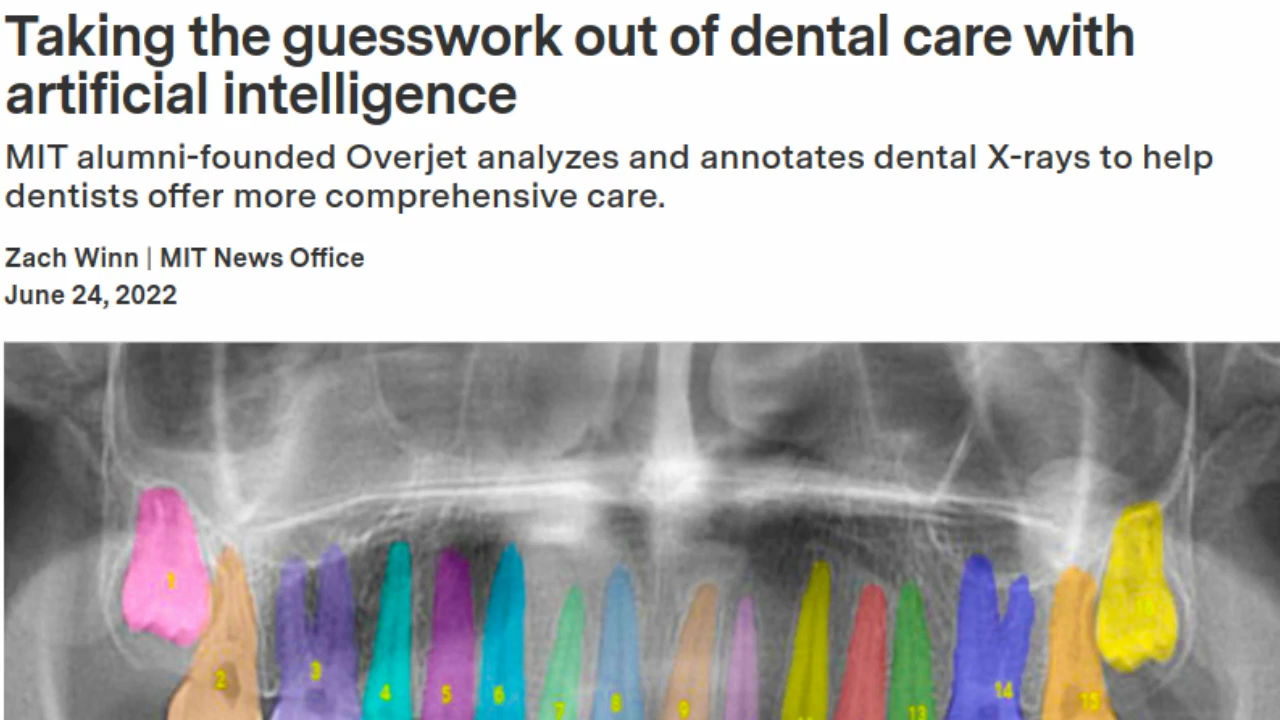 Taking the guesswork out of dental care with
artificial intelligence
MIT alumni-founded Overjet analyzes and annotates dental X-rays to help
dentists offer more comprehensive care.
Zach Winn | MIT News Office
June 24, 2022
1
16
2
3
4
5
6
7
8
9
13
14
15